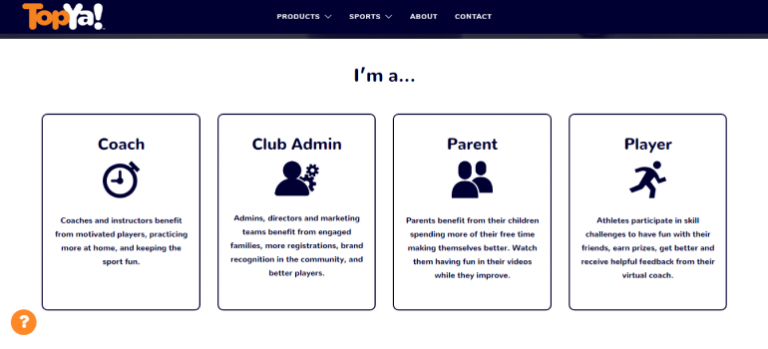 TopYa!
PRODUCTS
SPORTS
ABOUT
CONTACT
I'm a...
Coach
Coaches and instructors benefit
from motivated players, practicing
more at home, and keeping the
sport fun.
Club Admin
Admins, directors and marketing
teams benefit from engaged
families, more registrations, brand
recognition in the community, and
better players.
Parent
Parents benefit from their children
spending more of their free time
making themselves better. Watch
them having fun in their videos
while they improve.
Player
Athletes participate in skill
challenges to have fun with their
friends, earn prizes, get better and
receive helpful feedback from their
virtual coach.
?